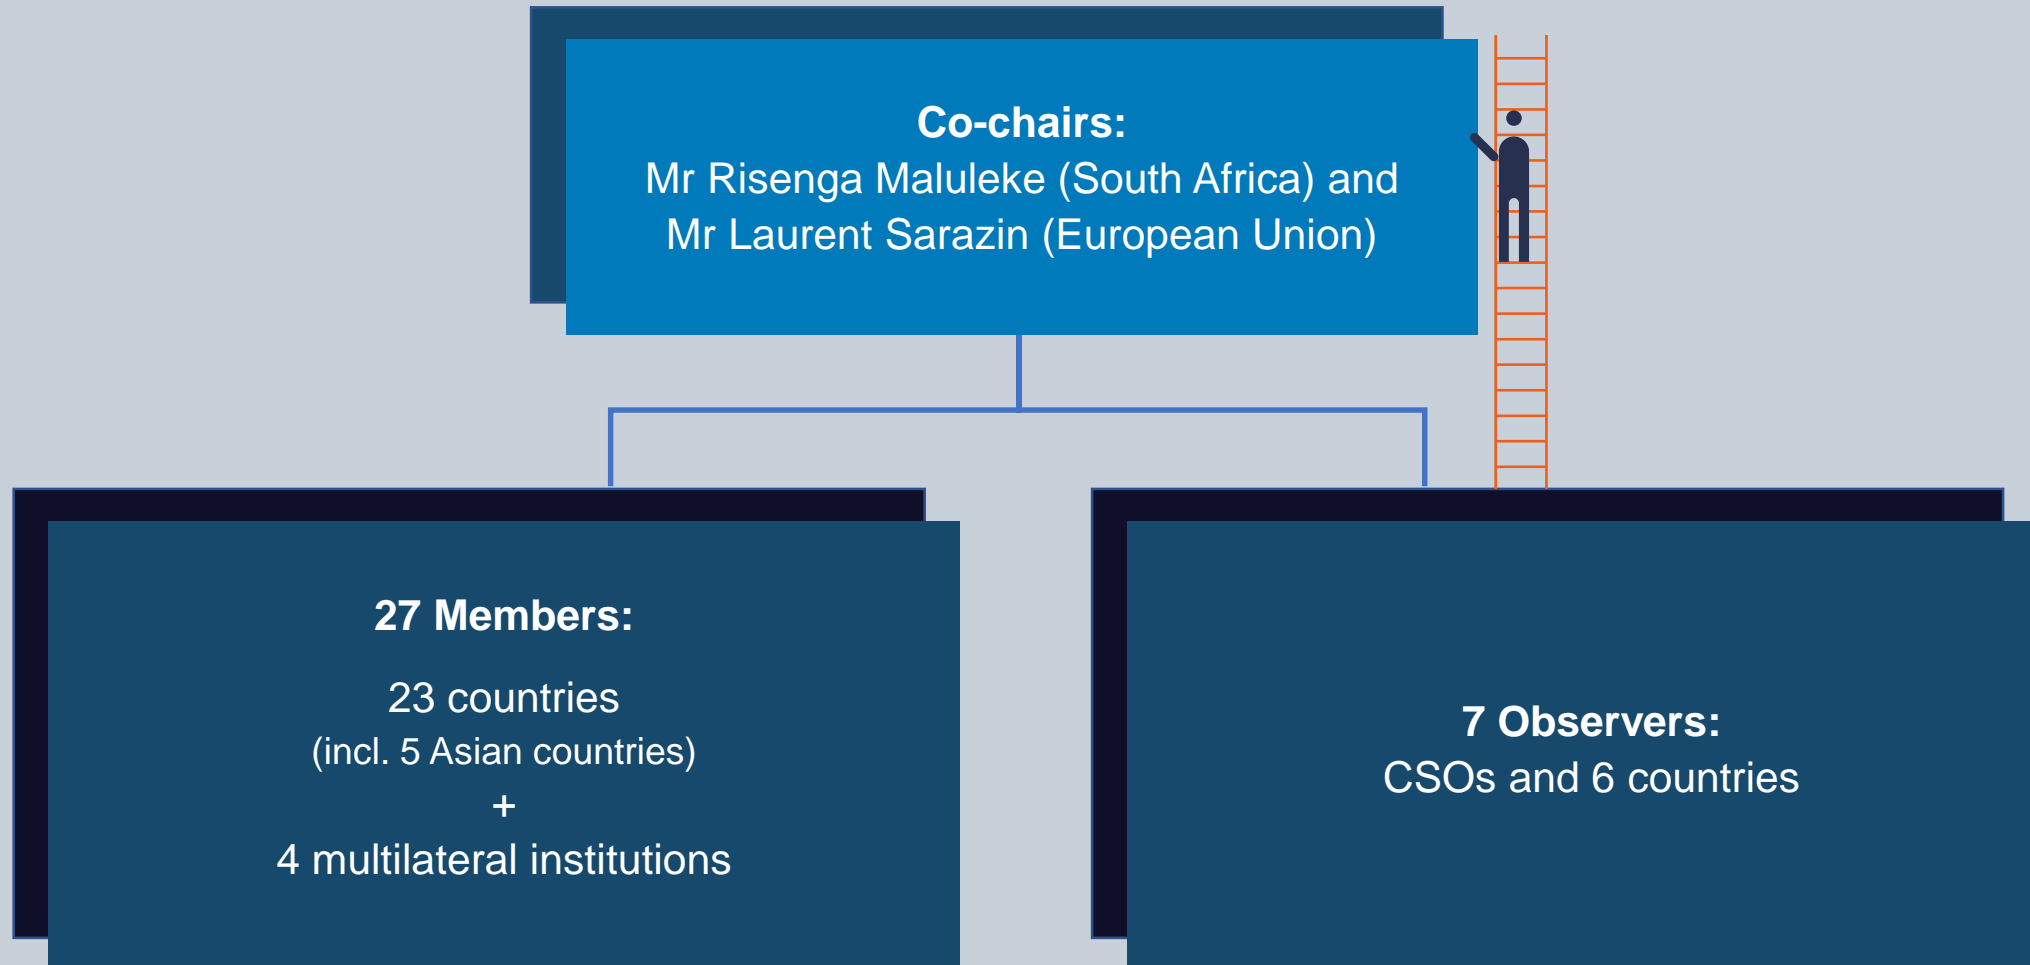 Co-chairs:
Mr Risenga Maluleke (South Africa) and
Mr Laurent Sarazin (European Union)
27 Members:
23 countries
(incl. 5 Asian countries)
+
4 multilateral institutions
7 Observers:
CSOs and 6 countries